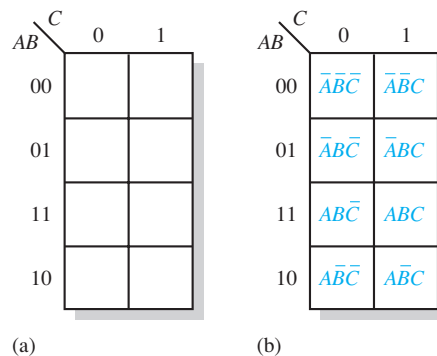 C C
AB 0 1 AB 0 1
00 00 A̅B̅C̅ A̅B̅C
01 01 A̅BC̅ A̅BC
11 11 ABC̅ ABC
10 10 AB̅C̅ AB̅C
(a) (b)